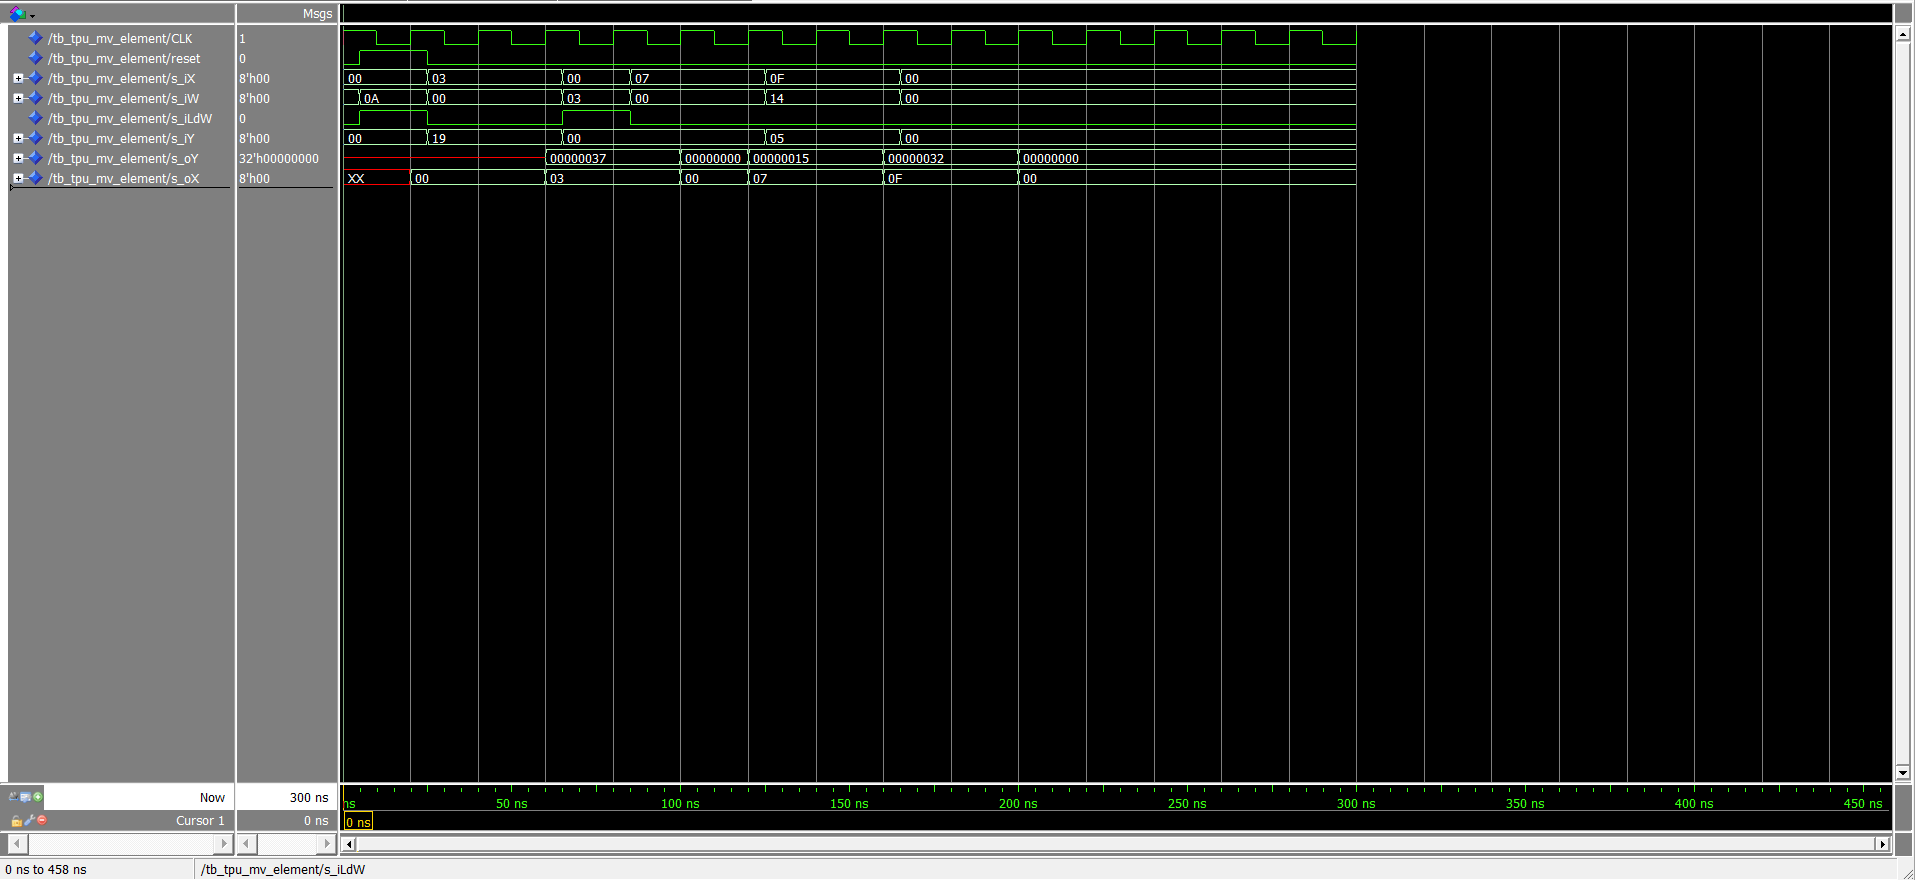 Msgs
/tb_tpu_mv_element/CLK 1
/tb_tpu_mv_element/reset 0
/tb_tpu_mv_element/s_iX 8'h00 00 03 00 07 0F 00
/tb_tpu_mv_element/s_iW 8'h00 0A 00 03 00 14 00
/tb_tpu_mv_element/s_iLdW 0
/tb_tpu_mv_element/s_iY 8'h00 00 19 00 05 00
/tb_tpu_mv_element/s_oY 32'h00000000 00000037 00000000 00000015 00000032 00000000
/tb_tpu_mv_element/s_oX 8'h00 XX 00 03 00 07 0F 00
Now 300 ns ns 50 ns 100 ns 150 ns 200 ns 250 ns 300 ns 350 ns 400 ns 450 ns
Cursor 1 0 ns 0 ns
0 ns to 458 ns /tb_tpu_mv_element/s_iLdW